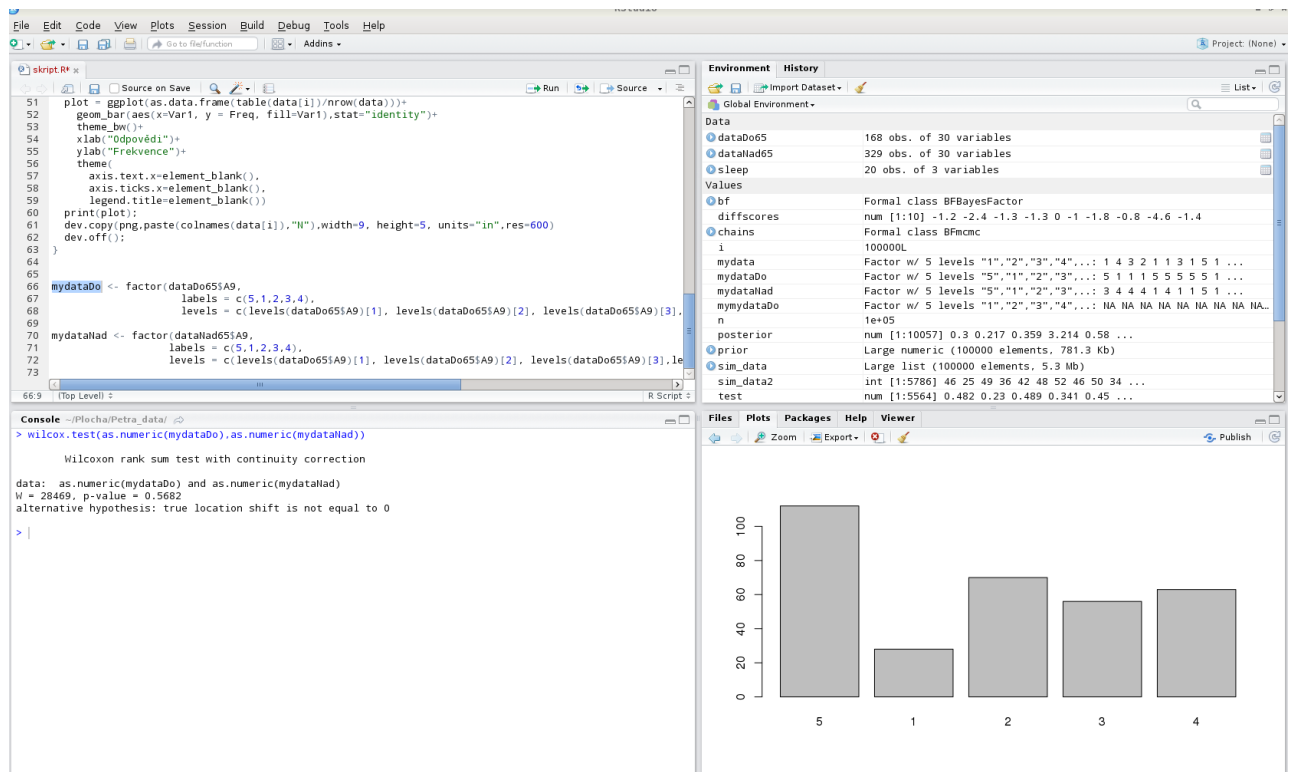 File Edit Code View Plots Session Build Debug Tools Help
Go to file/function Addins Project: (None)
skript.R*
Source on Save Run Source
51 plot = ggplot(as.data.frame(table(data[i])/nrow(data)))+
52 geom_bar(aes(x=Var1, y = Freq, fill=Var1),stat="identity")+
53 theme_bw()+
54 xlab("Odpovědi")+
55 ylab("Frekvence")+
56 theme(
57 axis.text.x=element_blank(),
58 axis.ticks.x=element_blank(),
59 legend.title=element_blank())
60 print(plot);
61 dev.copy(png,paste(colnames(data[i]),"N"),width=9, height=5, units="in",res=600)
62 dev.off();
63 }
64
65
66 mydataDo <- factor(dataDo65$A9,
67 labels = c(5,1,2,3,4),
68 levels = c(levels(dataDo65$A9)[1], levels(dataDo65$A9)[2], levels(dataDo65$A9)[3],
69
70 mydataNad <- factor(dataNad65$A9,
71 labels = c(5,1,2,3,4),
72 levels = c(levels(dataDo65$A9)[1], levels(dataDo65$A9)[2], levels(dataDo65$A9)[3],le
73
66:9 (Top Level) R Script
Console ~/Plocha/Petra_data/
> wilcox.test(as.numeric(mydataDo),as.numeric(mydataNad))
Wilcoxon rank sum test with continuity correction
data: as.numeric(mydataDo) and as.numeric(mydataNad)
W = 28469, p-value = 0.5682
alternative hypothesis: true location shift is not equal to 0
>
Environment History
Import Dataset List
Global Environment
Data
dataDo65 168 obs. of 30 variables
dataNad65 329 obs. of 30 variables
sleep 20 obs. of 3 variables
Values
bf Formal class BFBayesFactor
diffscores num [1:10] -1.2 -2.4 -1.3 -1.3 0 -1 -1.8 -0.8 -4.6 -1.4
chains Formal class BFmcmc
i 100000L
mydata Factor w/ 5 levels "1","2","3","4",..: 1 4 3 2 1 1 3 1 5 1 ...
mydataDo Factor w/ 5 levels "5","1","2","3",..: 5 1 1 1 5 5 5 5 5 1 ...
mydataNad Factor w/ 5 levels "5","1","2","3",..: 3 4 4 4 1 4 1 1 5 1 ...
mymydataDo Factor w/ 5 levels "1","2","3","4",..: NA NA NA NA NA NA NA NA NA…
n 1e+05
posterior num [1:10057] 0.3 0.217 0.359 3.214 0.58 ...
prior Large numeric (100000 elements, 781.3 Kb)
sim_data Large list (100000 elements, 5.3 Mb)
sim_data2 int [1:5786] 46 25 49 36 42 48 52 46 50 34 ...
test num [1:5564] 0.482 0.23 0.489 0.341 0.45 ...
Files Plots Packages Help Viewer
Zoom Export Publish
100
80
60
40
20
0
5 1 2 3 4